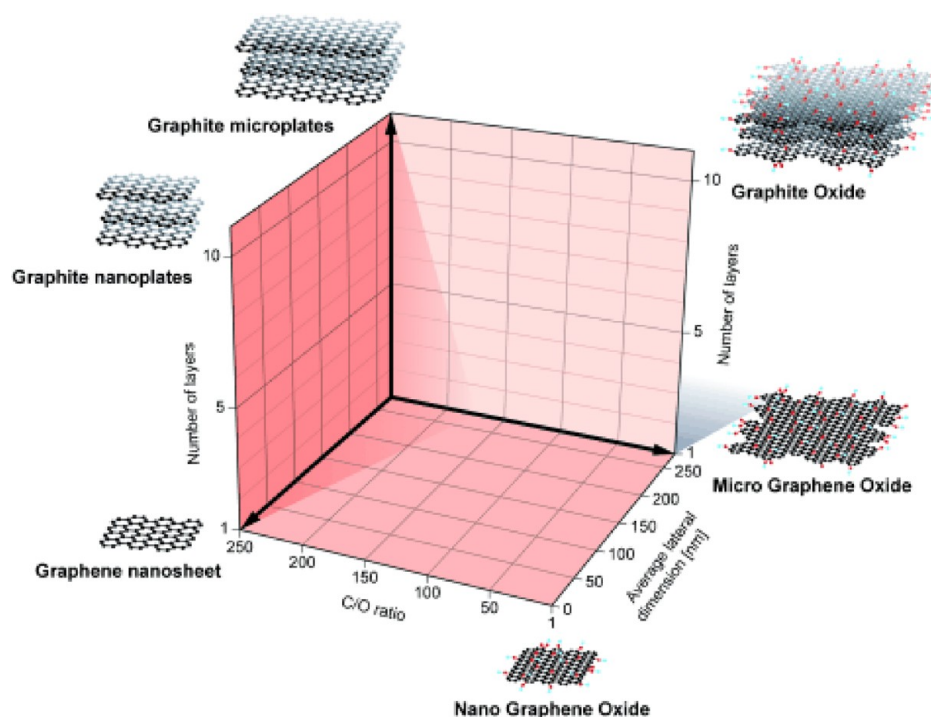 Graphite microplates
Graphite Oxide
Graphite nanoplates
10
5
1
Number of layers
10
5
1
Number of layers
Graphene nanosheet
Micro Graphene Oxide
250
200
150
100
50
1
C/O ratio
250
200
150
100
50
0
Average lateral
dimension [nm]
Nano Graphene Oxide